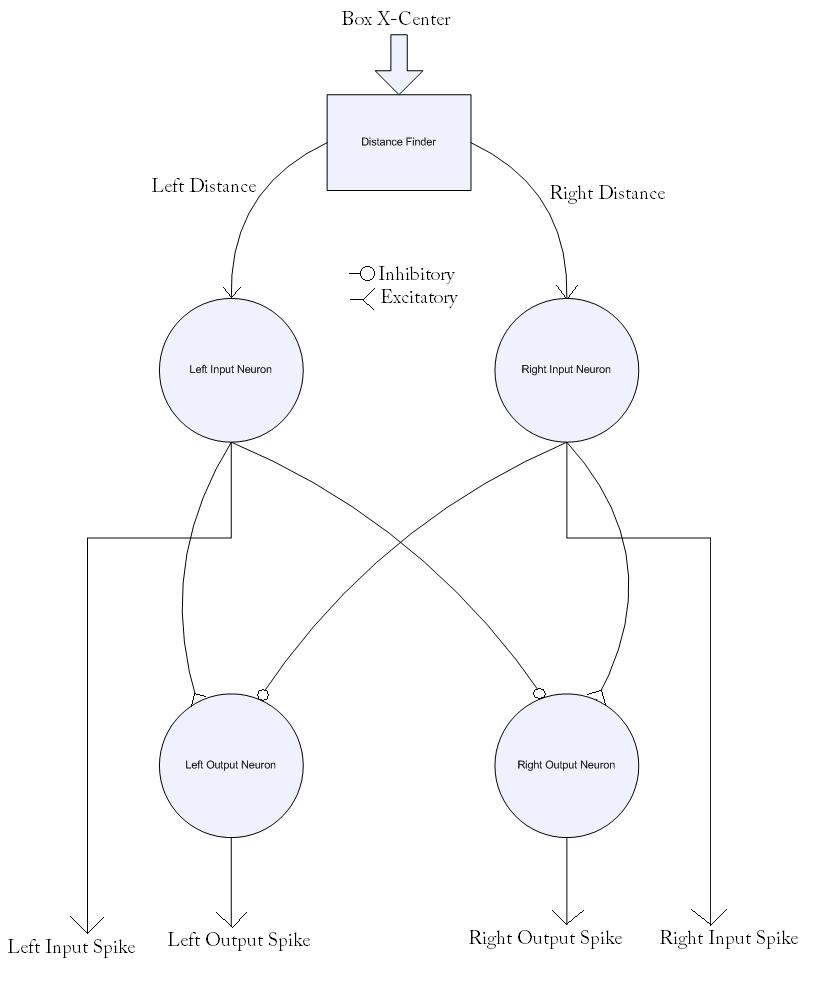 Box X-Center
Distance Finder
Left Distance
Right Distance
Inhibitory
Excitatory
Left Input Neuron
Right Input Neuron
Left Output Neuron
Right Output Neuron
Left Input Spike
Left Output Spike
Right Output Spike
Right Input Spike